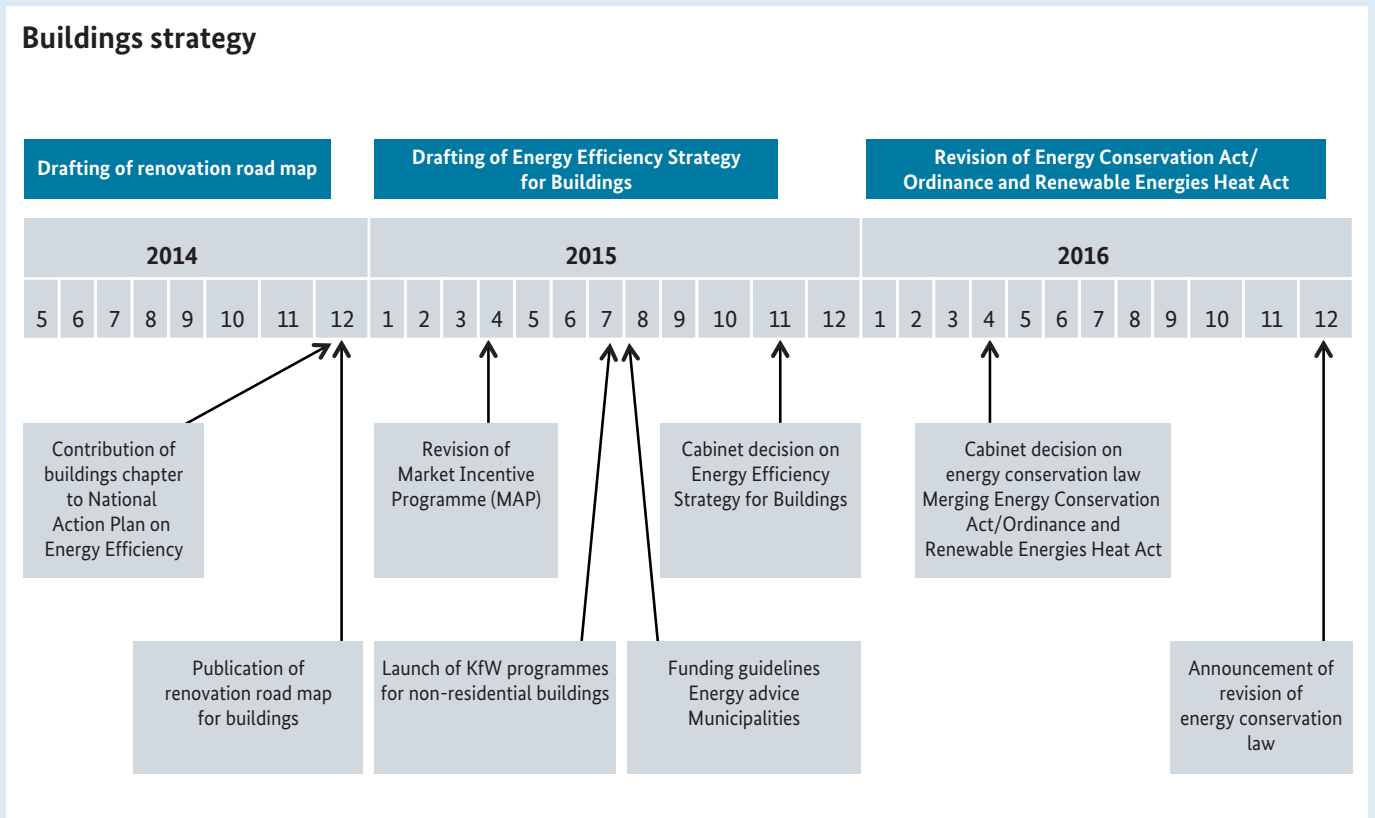 Buildings strategy
Drafting of renovation road map
Drafting of Energy Efficiency Strategy
for Buildings
Revision of Energy Conservation Act/
Ordinance and Renewable Energies Heat Act
2014
2015
2016
5 6 7 8 9 10 11 12 1 2 3 4 5 6 7 8 9 10 11 12 1 2 3 4 5 6 7 8 9 10 11 12
Contribution of
buildings chapter
to National
Action Plan on
Energy Efficiency
Revision of
Market Incentive
Programme (MAP)
Cabinet decision on
Energy Efficiency
Strategy for Buildings
Cabinet decision on
energy conservation law
Merging Energy Conservation
Act/Ordinance and
Renewable Energies Heat Act
Publication of
renovation road map
for buildings
Launch of KfW programmes
for non-residential buildings
Funding guidelines
Energy advice
Municipalities
Announcement of
revision of
energy conservation
law